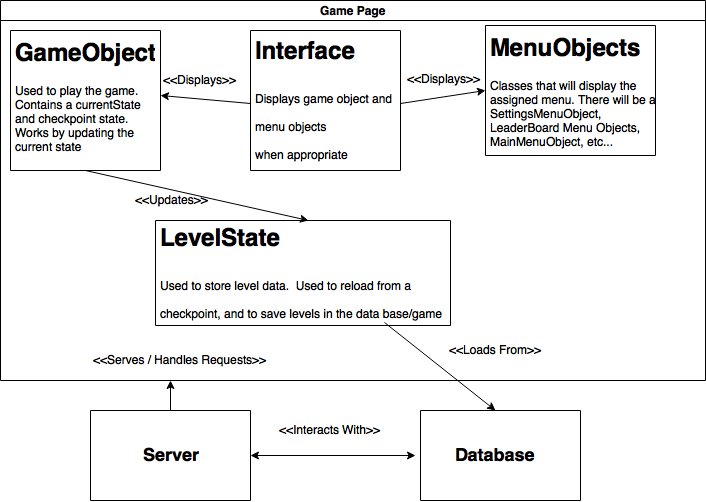 Game Page
GameObject
Used to play the game.
Contains a currentState
and checkpoint state.
Works by updating the
current state
<<Displays>>
Interface
Displays game object and
menu objects
when appropriate
<<Displays>>
MenuObjects
Classes that will display the
assigned menu. There will be a
SettingsMenuObject,
LeaderBoard Menu Objects,
MainMenuObject, etc...
<<Updates>>
LevelState
Used to store level data.  Used to reload from a
checkpoint, and to save levels in the data base/game
<<Serves / Handles Requests>>
<<Loads From>>
Server
<<Interacts With>>
Database